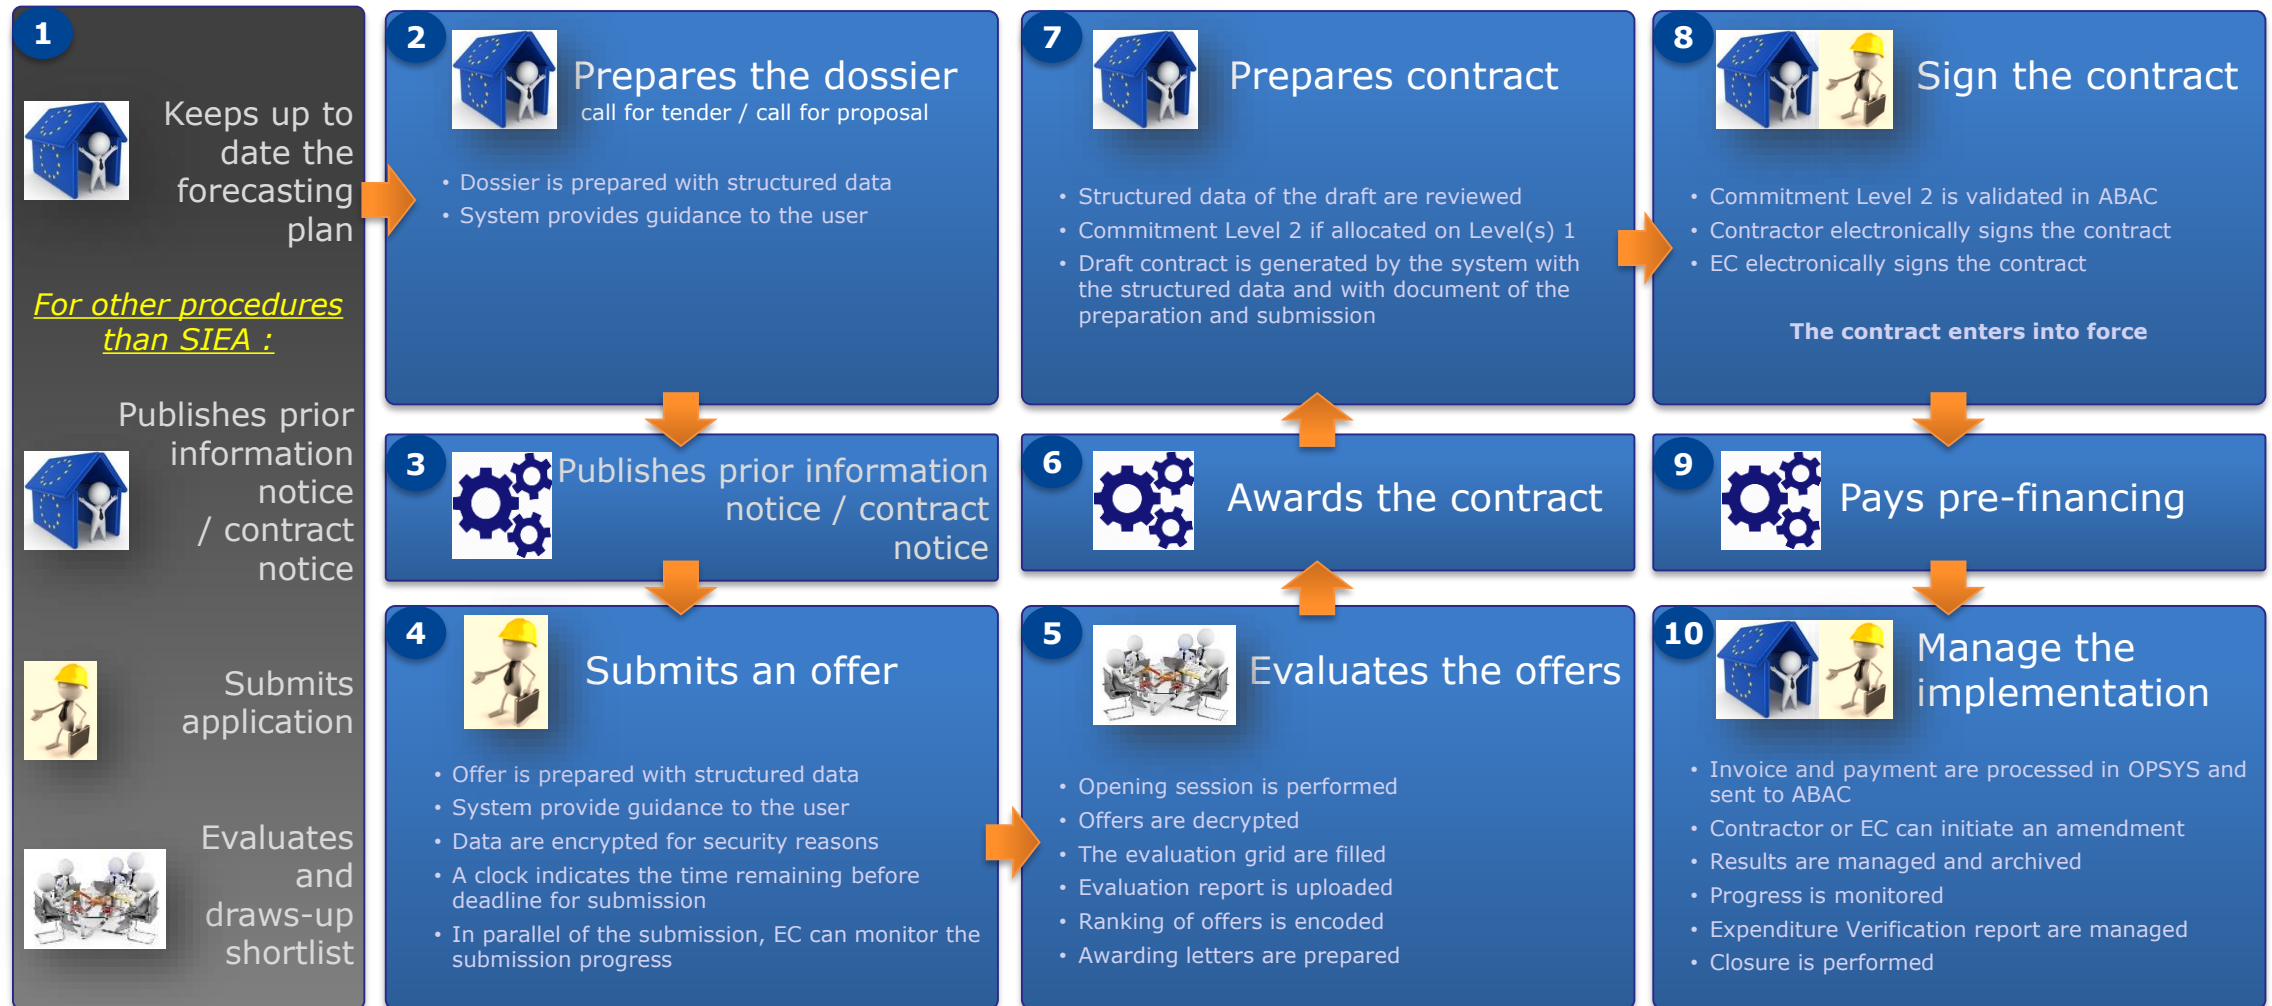 1
Keeps up to
date the
forecasting
plan
For other procedures
than SIEA :
Publishes prior
information
notice
/ contract
notice
Submits
application
Evaluates
and
draws-up
shortlist
2
Prepares the dossier
call for tender / call for proposal
• Dossier is prepared with structured data
• System provides guidance to the user
3
Publishes prior information
notice / contract
notice
4
Submits an offer
• Offer is prepared with structured data
• System provide guidance to the user
• Data are encrypted for security reasons
• A clock indicates the time remaining before
deadline for submission
• In parallel of the submission, EC can monitor the
submission progress
5
Evaluates the offers
• Opening session is performed
• Offers are decrypted
• The evaluation grid are filled
• Evaluation report is uploaded
• Ranking of offers is encoded
• Awarding letters are prepared
6
Awards the contract
7
Prepares contract
• Structured data of the draft are reviewed
• Commitment Level 2 if allocated on Level(s) 1
• Draft contract is generated by the system with
the structured data and with document of the
preparation and submission
8
Sign the contract
• Commitment Level 2 is validated in ABAC
• Contractor electronically signs the contract
• EC electronically signs the contract
The contract enters into force
9
Pays pre-financing
10
Manage the
implementation
• Invoice and payment are processed in OPSYS and
sent to ABAC
• Contractor or EC can initiate an amendment
• Results are managed and archived
• Progress is monitored
• Expenditure Verification report are managed
• Closure is performed